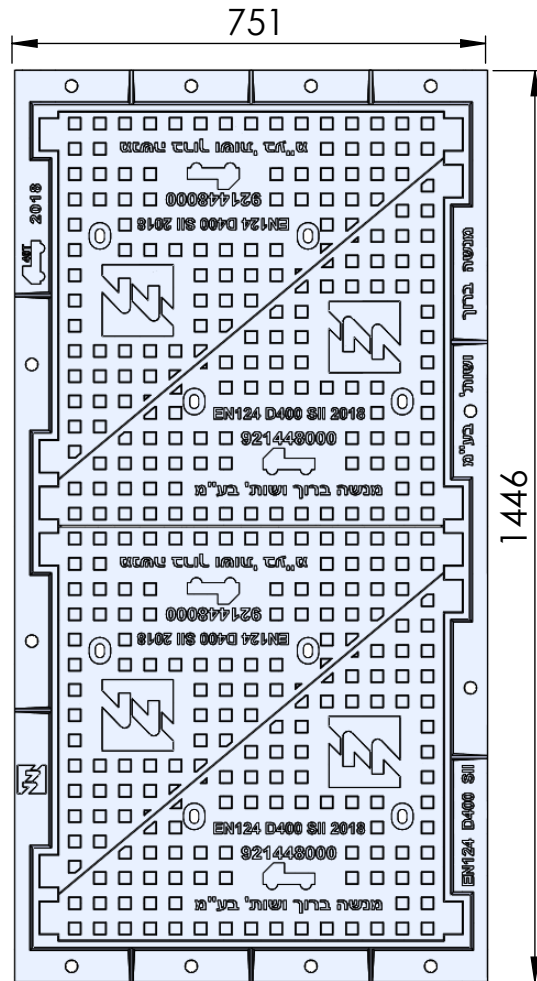 751
1446
מנשה ברוך ושות' בע"מ
921448000
EN124 D400 SII 2018
2018
40T
מנשה ברוך
ושות' בע"מ
EN124 D400 SII 2018
921448000
מנשה ברוך ושות' בע"מ
מנשה ברוך ושות' בע"מ
921448000
EN124 D400 SII 2018
EN124 D400 SII 2018
921448000
מנשה ברוך ושות' בע"מ
EN124 D400 SII